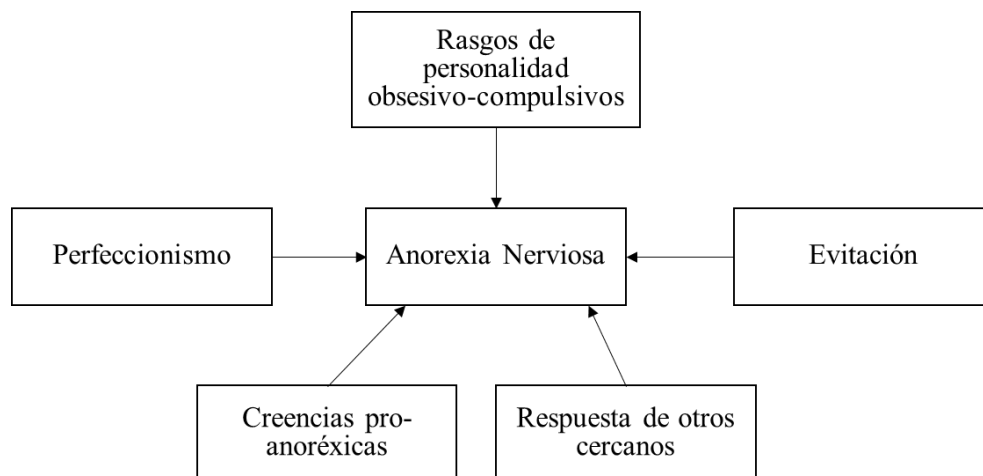 Rasgos de
personalidad
obsesivo-compulsivos
Perfeccionismo
Anorexia Nerviosa
Evitación
Creencias pro-
anoréxicas
Respuesta de otros
cercanos